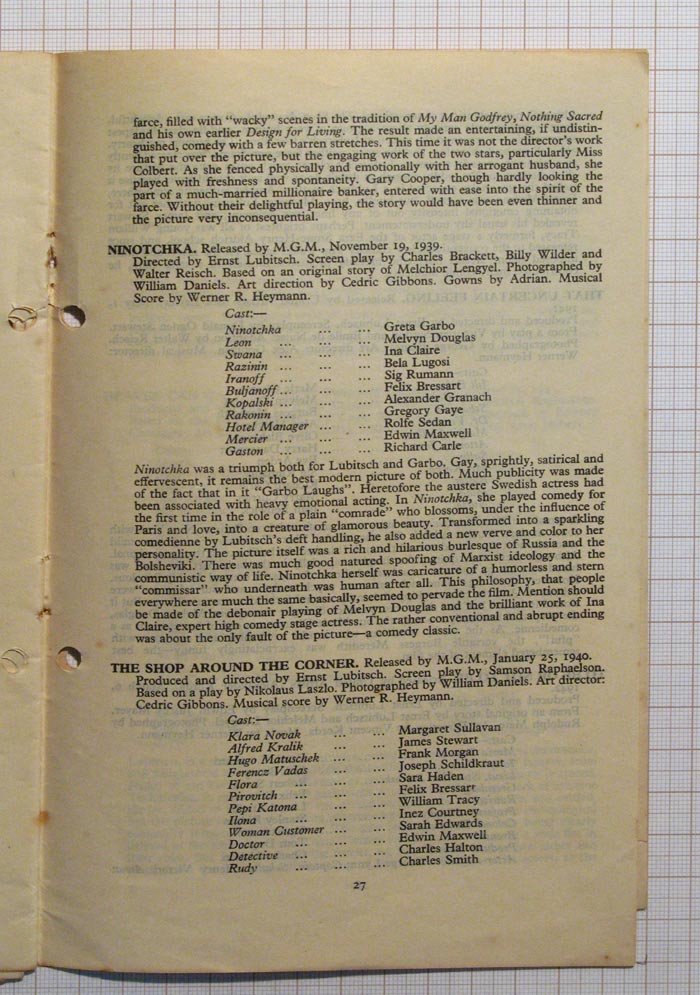 farce, filled with "wacky" scenes in the tradition of My Man Godfrey, Nothing Sacred
and his own earlier Design for Living. The result made an entertaining, if undistin-
guished, comedy with a few barren stretches. This time it was not the director's work
that put over the picture, but the engaging work of the two stars, particularly Miss
Colbert. As she fenced physically and emotionally with her arrogant husband, she
played with freshness and spontaneity. Gary Cooper, though hardly looking the
part of a much-married millionaire banker, entered with ease into the spirit of the
farce. Without their delightful playing, the story would have been even thinner and
the picture very inconsequential.
NINOTCHKA. Released by M.G.M., November 19, 1939.
Directed by Ernst Lubitsch. Screen play by Charles Brackett, Billy Wilder and
Walter Reisch. Based on an original story of Melchior Lengyel. Photographed by
William Daniels. Art direction by Cedric Gibbons. Gowns by Adrian. Musical
Score by Werner R. Heymann.
Cast:—
Ninotchka ... ... Greta Garbo
Leon ... ... ... Melvyn Douglas
Swana ... ... ... Ina Claire
Razinin ... ... ... Bela Lugosi
Iranoff ... ... ... Sig Rumann
Buljanoff ... ... ... Felix Bressart
Kopalski ... ... ... Alexander Granach
Rakonin ... ... ... Gregory Gaye
Hotel Manager ... ... Rolfe Sedan
Mercier ... ... ... Edwin Maxwell
Gaston ... ... ... Richard Carle
Ninotchka was a triumph both for Lubitsch and Garbo. Gay, sprightly, satirical and
effervescent, it remains the best modern picture of both. Much publicity was made
of the fact that in it "Garbo Laughs". Heretofore the austere Swedish actress had
been associated with heavy emotional acting. In Ninotchka, she played comedy for
the first time in the role of a plain "comrade" who blossoms, under the influence of
Paris and love, into a creature of glamorous beauty. Transformed into a sparkling
comedienne by Lubitsch's deft handling, he also added a new verve and color to her
personality. The picture itself was a rich and hilarious burlesque of Russia and the
Bolsheviki. There was much good natured spoofing of Marxist ideology and the
communistic way of life. Ninotchka herself was caricature of a humorless and stern
"commissar" who underneath was human after all. This philosophy, that people
everywhere are much the same basically, seemed to pervade the film. Mention should
be made of the debonair playing of Melvyn Douglas and the brilliant work of Ina
Claire, expert high comedy stage actress. The rather conventional and abrupt ending
was about the only fault of the picture—a comedy classic.
THE SHOP AROUND THE CORNER. Released by M.G.M., January 25, 1940.
Produced and directed by Ernst Lubitsch. Screen play by Samson Raphaelson.
Based on a play by Nikolaus Laszlo. Photographed by William Daniels. Art director:
Cedric Gibbons. Musical score by Werner R. Heymann.
Cast:—
Klara Novak ... ... Margaret Sullavan
Alfred Kralik ... ... James Stewart
Hugo Matuschek ... ... Frank Morgan
Ferencz Vadas ... ... Joseph Schildkraut
Flora ... ... ... Sara Haden
Pirovitch ... ... ... Felix Bressart
Pepi Katona ... ... William Tracy
Ilona ... ... ... Inez Courtney
Woman Customer ... ... Sarah Edwards
Doctor ... ... ... Edwin Maxwell
Detective ... ... ... Charles Halton
Rudy ... ... ... Charles Smith
27